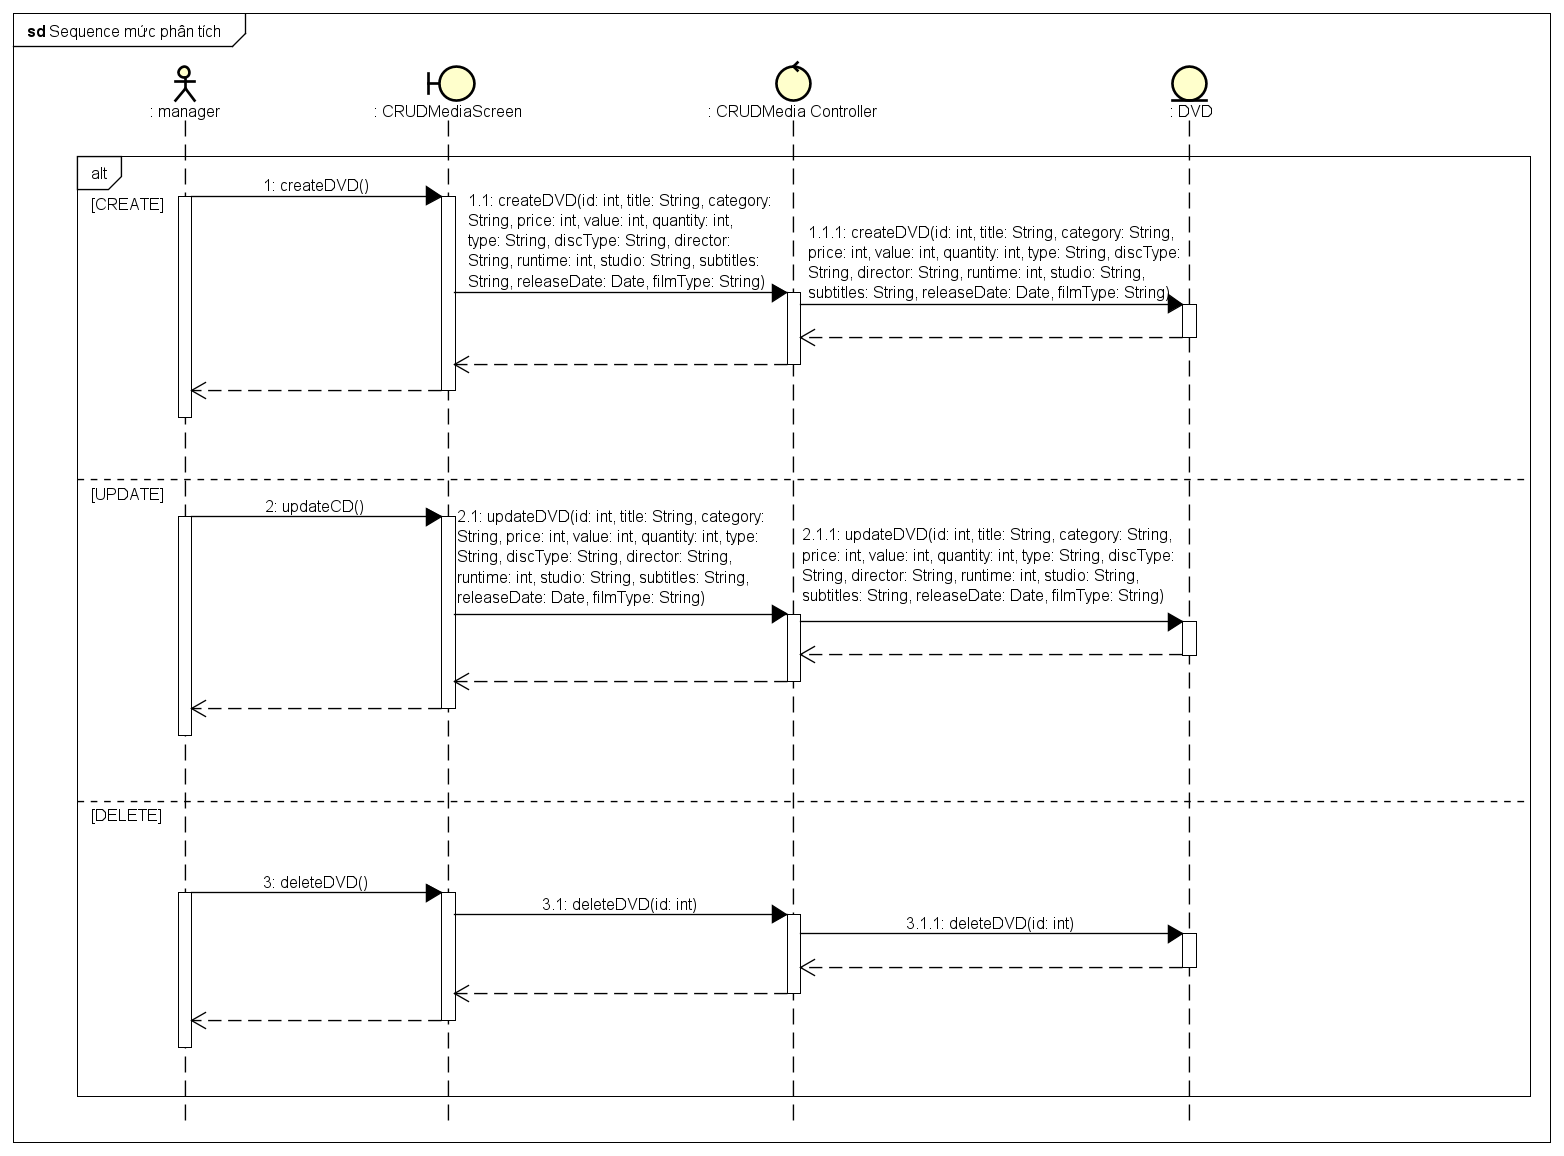 sd Sequence mức phân tích
: manager
: CRUDMediaScreen
: CRUDMedia Controller
: DVD
alt
[CREATE]
1: createDVD()
1.1: createDVD(id: int, title: String, category:
String, price: int, value: int, quantity: int,
type: String, discType: String, director:
String, runtime: int, studio: String, subtitles:
String, releaseDate: Date, filmType: String)
1.1.1: createDVD(id: int, title: String, category: String,
price: int, value: int, quantity: int, type: String, discType:
String, director: String, runtime: int, studio: String,
subtitles: String, releaseDate: Date, filmType: String)
[UPDATE]
2: updateCD()
2.1: updateDVD(id: int, title: String, category:
String, price: int, value: int, quantity: int, type:
String, discType: String, director: String,
runtime: int, studio: String, subtitles: String,
releaseDate: Date, filmType: String)
2.1.1: updateDVD(id: int, title: String, category: String,
price: int, value: int, quantity: int, type: String, discType:
String, director: String, runtime: int, studio: String,
subtitles: String, releaseDate: Date, filmType: String)
[DELETE]
3: deleteDVD()
3.1: deleteDVD(id: int)
3.1.1: deleteDVD(id: int)